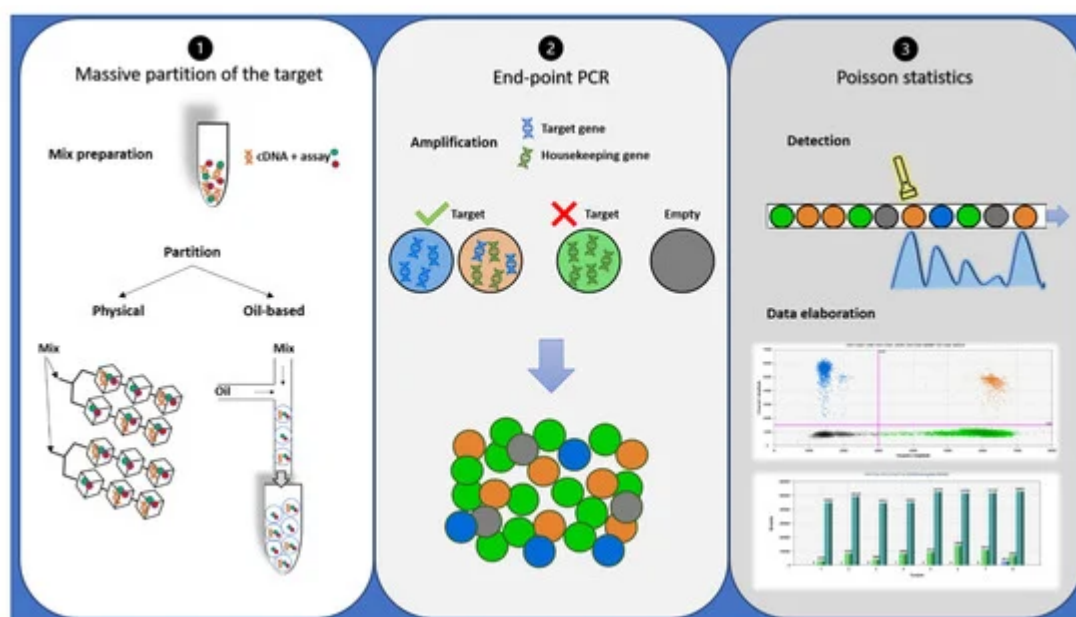 1
Massive partition of the target
Mix preparation
cDNA + assay
Partition
Physical
Oil-based
Mix
Mix
Oil
2
End-point PCR
Amplification
Target gene
Housekeeping gene
Target
Target
Empty
3
Poisson statistics
Detection
Data elaboration